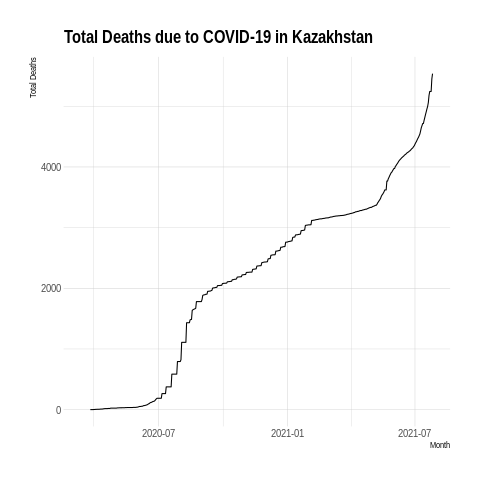 Total Deaths due to COVID-19 in Kazakhstan
Total Deaths
4000
2000
0
2020-07
2021-01
2021-07
Month